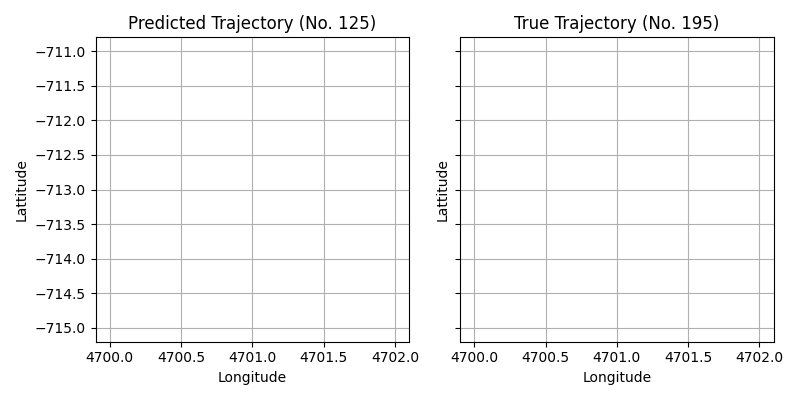 Predicted Trajectory (No. 125)
True Trajectory (No. 195)
−711.0
−711.5
−712.0
−712.5
−713.0
−713.5
−714.0
−714.5
−715.0
Lattitude
Lattitude
4700.0 4700.5 4701.0 4701.5 4702.0
4700.0 4700.5 4701.0 4701.5 4702.0
Longitude
Longitude